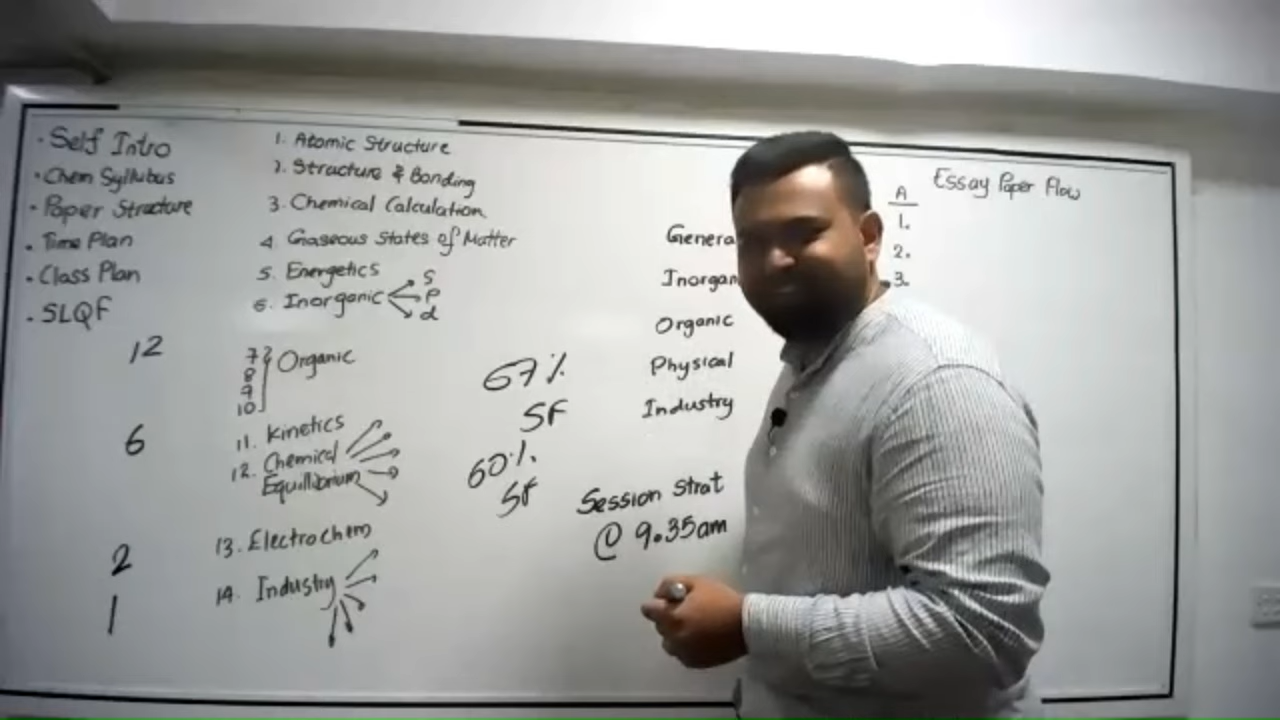 · Self Intro
· Chem Syllubus
· Paper Structure
· Time Plan
· Class Plan
· SLQF
12
6
2
1
1. Atomic Structure
2. Structure & Bonding
3. Chemical Calculation
4. Gaseous States of Matter
5. Energetics
6. Inorganic
S
P
d
7
8
9
10
Organic
11. Kinetics
12. Chemical
Equillibrium
13. Electrochem
14. Industry
67%
SF
60%
SF
Genera
Inorgan
Organic
Physical
Industry
Session Strat
@ 9.35am
A
1.
2.
3.
Essay Paper Flow